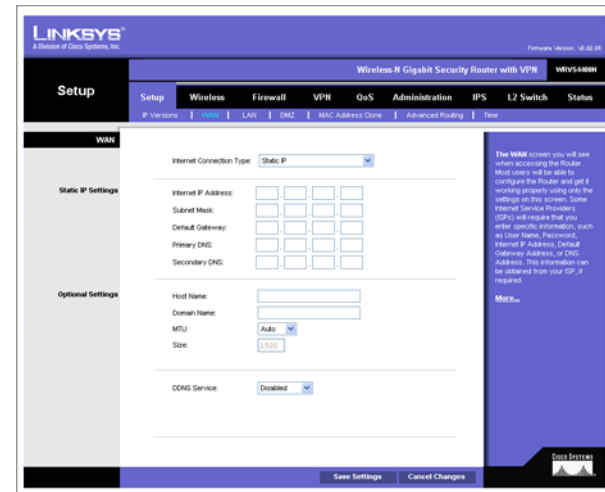 LINKSYS®
A Division of Cisco Systems, Inc.
Firmware Version: V0.00.28
Wireless-N Gigabit Security Router with VPN WRVS4400N
Setup
Setup Wireless Firewall VPN QoS Administration IPS L2 Switch Status
IP Versions | WAN | LAN | DMZ | MAC Address Clone | Advanced Routing | Time
WAN
Internet Connection Type: Static IP
Static IP Settings
Internet IP Address:
Subnet Mask:
Default Gateway:
Primary DNS:
Secondary DNS:
Optional Settings
Host Name:
Domain Name:
MTU: Auto
Size: 1500
DDNS Service: Disabled
The WAN screen you will see
when accessing the Router.
Most users will be able to
configure the Router and get it
working properly using only the
settings on this screen. Some
Internet Service Providers
(ISPs) will require that you
enter specific information, such
as User Name, Password,
Internet IP Address, Default
Gateway Address, or DNS
Address. This information can
be obtained from your ISP, if
required.
More...
Save Settings Cancel Changes
Cisco Systems